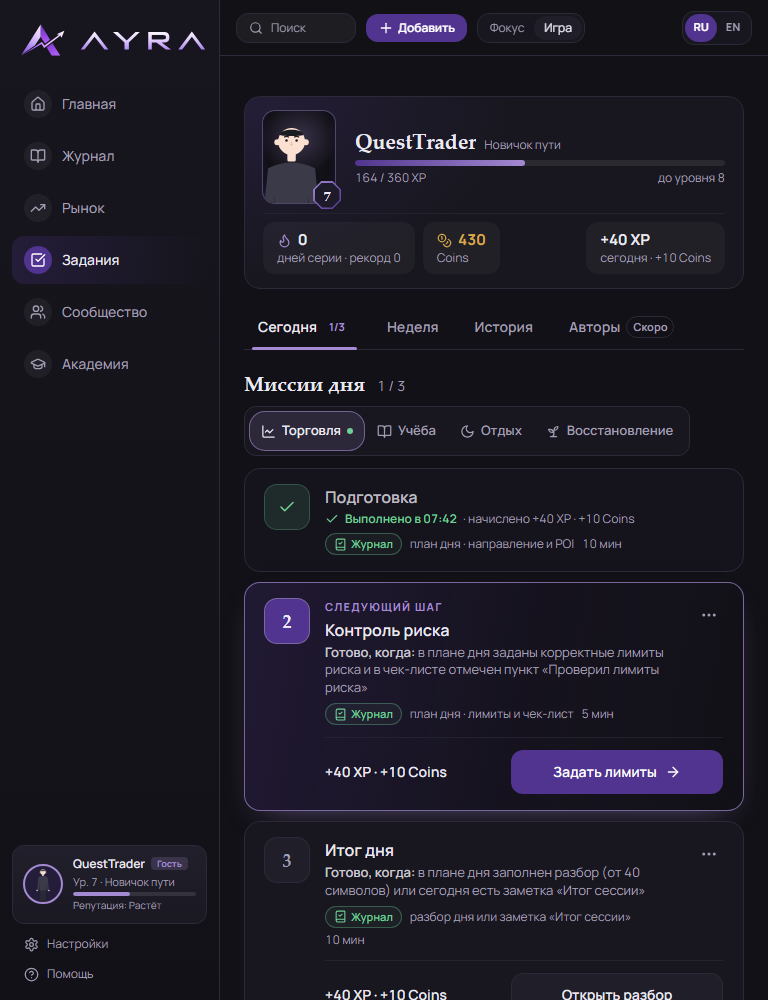 AYRA
Поиск
Добавить
Фокус
Игра
RU
EN
Главная
Журнал
Рынок
Задания
Сообщество
Академия
QuestTrader Новичок пути
164 / 360 XP
до уровня 8
7
0
дней серии · рекорд 0
430
Coins
+40 XP
сегодня · +10 Coins
Сегодня 1/3
Неделя
История
Авторы Скоро
Миссии дня 1 / 3
Торговля
Учёба
Отдых
Восстановление
Подготовка
Выполнено в 07:42 · начислено +40 XP · +10 Coins
Журнал план дня · направление и POI 10 мин
2
СЛЕДУЮЩИЙ ШАГ
Контроль риска
Готово, когда: в плане дня заданы корректные лимиты
риска и в чек-листе отмечен пункт «Проверил лимиты
риска»
Журнал план дня · лимиты и чек-лист 5 мин
+40 XP · +10 Coins
Задать лимиты
3
Итог дня
Готово, когда: в плане дня заполнен разбор (от 40
символов) или сегодня есть заметка «Итог сессии»
Журнал разбор дня или заметка «Итог сессии»
10 мин
+40 XP · +10 Coins
Открыть разбор
QuestTrader Гость
Ур. 7 · Новичок пути
Репутация: Растёт
Настройки
Помощь